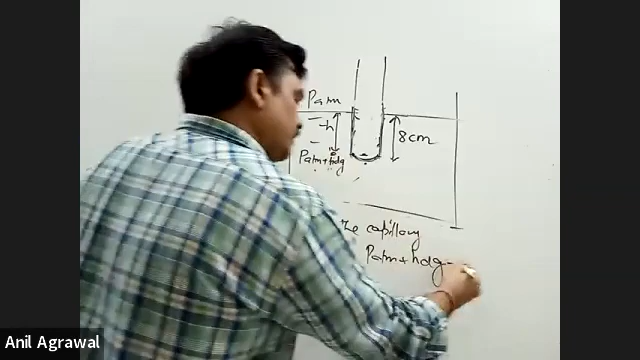 Patm
h
8cm
Patm+hdg
the capillary
Patm+hdg-
Anil Agrawal